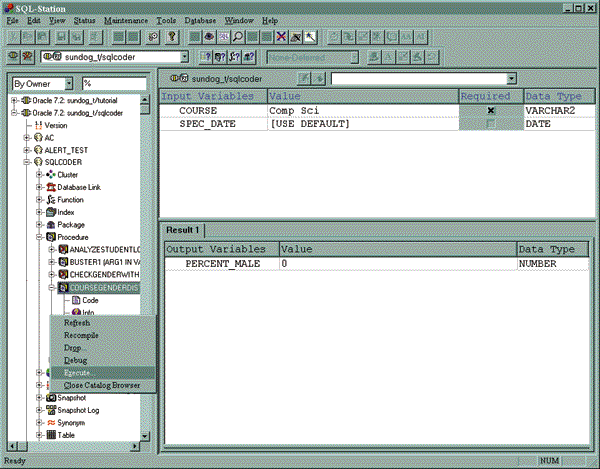 SQL-Station
File Edit View Status Maintenance Tools Database Window Help
sundog_t/sqlcoder
None-Deferred
By Owner %
Oracle 7.2: sundog_t/tutorial
Oracle 7.2: sundog_t/sqlcoder
Version
AC
ALERT_TEST
SQLCODER
Cluster
Database Link
Function
Index
Package
Procedure
ANALYZESTUDENTLO
BUSTER1 (ARG1 IN VA
CHECKGENDERWITH
COURSEGENDERDIS
Code
Info
Refresh
Recompile
Drop...
Debug
Execute...
Close Catalog Browser
Snapshot
Snapshot Log
Synonym
Table
sundog_t/sqlcoder
Input Variables Value Required Data Type
COURSE Comp Sci VARCHAR2
SPEC_DATE [USE DEFAULT] DATE
Result 1
Output Variables Value Data Type
PERCENT_MALE 0 NUMBER
Ready NUM